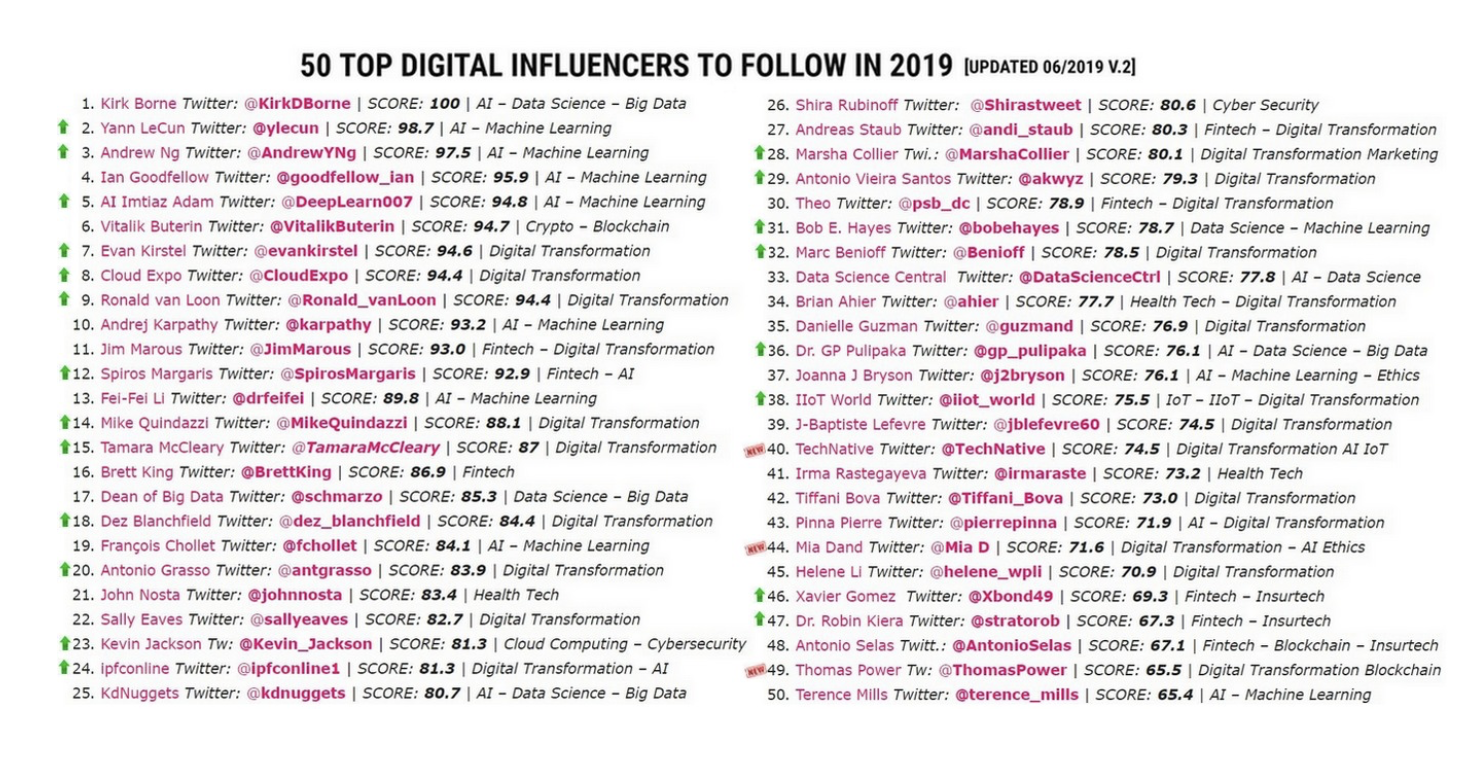 50 TOP DIGITAL INFLUENCERS TO FOLLOW IN 2019 [UPDATED 06/2019 V.2]
1. Kirk Borne Twitter: @KirkDBorne | SCORE: 100 | AI – Data Science – Big Data
2. Yann LeCun Twitter: @ylecun | SCORE: 98.7 | AI – Machine Learning
3. Andrew Ng Twitter: @AndrewYNg | SCORE: 97.5 | AI – Machine Learning
4. Ian Goodfellow Twitter: @goodfellow_ian | SCORE: 95.9 | AI – Machine Learning
5. AI Imtiaz Adam Twitter: @DeepLearn007 | SCORE: 94.8 | AI – Machine Learning
6. Vitalik Buterin Twitter: @VitalikButerin | SCORE: 94.7 | Crypto – Blockchain
7. Evan Kirstel Twitter: @evankirstel | SCORE: 94.6 | Digital Transformation
8. Cloud Expo Twitter: @CloudExpo | SCORE: 94.4 | Digital Transformation
9. Ronald van Loon Twitter: @Ronald_vanLoon | SCORE: 94.4 | Digital Transformation
10. Andrej Karpathy Twitter: @karpathy | SCORE: 93.2 | AI – Machine Learning
11. Jim Marous Twitter: @JimMarous | SCORE: 93.0 | Fintech – Digital Transformation
12. Spiros Margaris Twitter: @SpirosMargaris | SCORE: 92.9 | Fintech – AI
13. Fei-Fei Li Twitter: @drfeifei | SCORE: 89.8 | AI – Machine Learning
14. Mike Quindazzi Twitter: @MikeQuindazzi | SCORE: 88.1 | Digital Transformation
15. Tamara McCleary Twitter: @TamaraMcCleary | SCORE: 87 | Digital Transformation
16. Brett King Twitter: @BrettKing | SCORE: 86.9 | Fintech
17. Dean of Big Data Twitter: @schmarzo | SCORE: 85.3 | Data Science – Big Data
18. Dez Blanchfield Twitter: @dez_blanchfield | SCORE: 84.4 | Digital Transformation
19. François Chollet Twitter: @fchollet | SCORE: 84.1 | AI – Machine Learning
20. Antonio Grasso Twitter: @antgrasso | SCORE: 83.9 | Digital Transformation
21. John Nosta Twitter: @johnnosta | SCORE: 83.4 | Health Tech
22. Sally Eaves Twitter: @sallyeaves | SCORE: 82.7 | Digital Transformation
23. Kevin Jackson Tw: @Kevin_Jackson | SCORE: 81.3 | Cloud Computing – Cybersecurity
24. ipfconline Twitter: @ipfconline1 | SCORE: 81.3 | Digital Transformation – AI
25. KdNuggets Twitter: @kdnuggets | SCORE: 80.7 | AI – Data Science – Big Data
26. Shira Rubinoff Twitter: @Shirastweet | SCORE: 80.6 | Cyber Security
27. Andreas Staub Twitter: @andi_staub | SCORE: 80.3 | Fintech – Digital Transformation
28. Marsha Collier Twi.: @MarshaCollier | SCORE: 80.1 | Digital Transformation Marketing
29. Antonio Vieira Santos Twitter: @akwyz | SCORE: 79.3 | Digital Transformation
30. Theo Twitter: @psb_dc | SCORE: 78.9 | Fintech – Digital Transformation
31. Bob E. Hayes Twitter: @bobehayes | SCORE: 78.7 | Data Science – Machine Learning
32. Marc Benioff Twitter: @Benioff | SCORE: 78.5 | Digital Transformation
33. Data Science Central Twitter: @DataScienceCtrl | SCORE: 77.8 | AI – Data Science
34. Brian Ahier Twitter: @ahier | SCORE: 77.7 | Health Tech – Digital Transformation
35. Danielle Guzman Twitter: @guzmand | SCORE: 76.9 | Digital Transformation
NEW 36. Dr. GP Pulipaka Twitter: @gp_pulipaka | SCORE: 76.1 | AI – Data Science – Big Data
37. Joanna J Bryson Twitter: @j2bryson | SCORE: 76.1 | AI – Machine Learning – Ethics
38. IIoT World Twitter: @iiot_world | SCORE: 75.5 | IoT – IIoT – Digital Transformation
39. J-Baptiste Lefevre Twitter: @jblefevre60 | SCORE: 74.5 | Digital Transformation
NEW 40. TechNative Twitter: @TechNative | SCORE: 74.5 | Digital Transformation AI IoT
41. Irma Rastegayeva Twitter: @irmaraste | SCORE: 73.2 | Health Tech
42. Tiffani Bova Twitter: @Tiffani_Bova | SCORE: 73.0 | Digital Transformation
43. Pinna Pierre Twitter: @pierrepinna | SCORE: 71.9 | AI – Digital Transformation
NEW 44. Mia Dand Twitter: @Mia D | SCORE: 71.6 | Digital Transformation – AI Ethics
45. Helene Li Twitter: @helene_wpli | SCORE: 70.9 | Digital Transformation
46. Xavier Gomez Twitter: @Xbond49 | SCORE: 69.3 | Fintech – Insurtech
47. Dr. Robin Kiera Twitter: @stratorob | SCORE: 67.3 | Fintech – Insurtech
48. Antonio Selas Twitt.: @AntonioSelas | SCORE: 67.1 | Fintech – Blockchain – Insurtech
NEW 49. Thomas Power Tw: @ThomasPower | SCORE: 65.5 | Digital Transformation Blockchain
50. Terence Mills Twitter: @terence_mills | SCORE: 65.4 | AI – Machine Learning